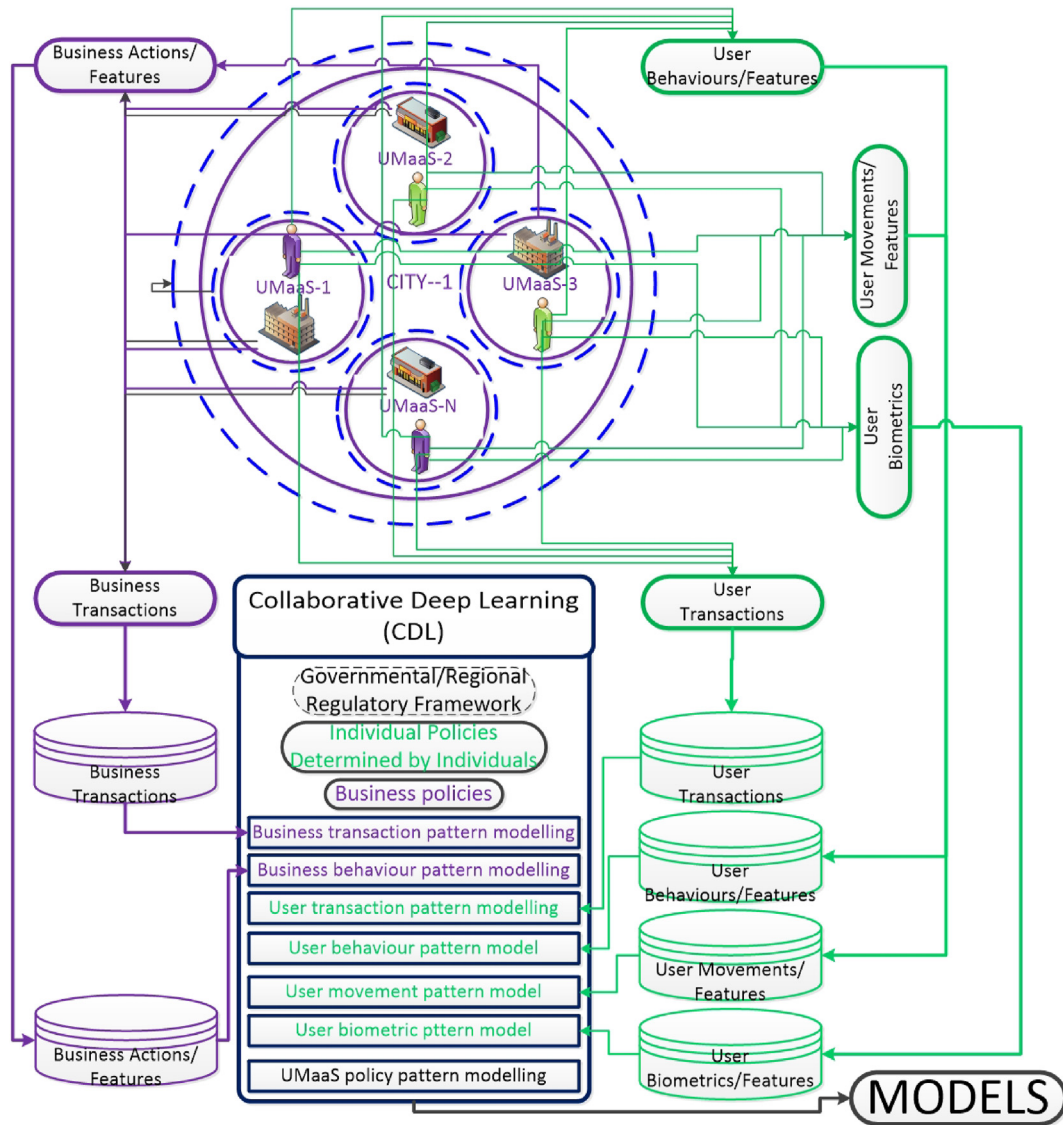 Business Actions/
Features
User
Behaviours/Features
UMaaS-2
User Movements/
Features
UMaaS-1
CITY--1
UMaaS-3
UMaaS-N
User
Biometrics
Business
Transactions
Collaborative Deep Learning
(CDL)
User
Transactions
Governmental/Regional
Regulatory Framework
Individual Policies
Determined by Individuals
Business policies
Business
Transactions
User
Transactions
Business transaction pattern modelling
Business behaviour pattern modelling
User transaction pattern modelling
User behaviour pattern model
User movement pattern model
User biometric pttern model
UMaaS policy pattern modelling
User
Behaviours/Features
User Movements/
Features
Business Actions/
Features
User
Biometrics/Features
MODELS